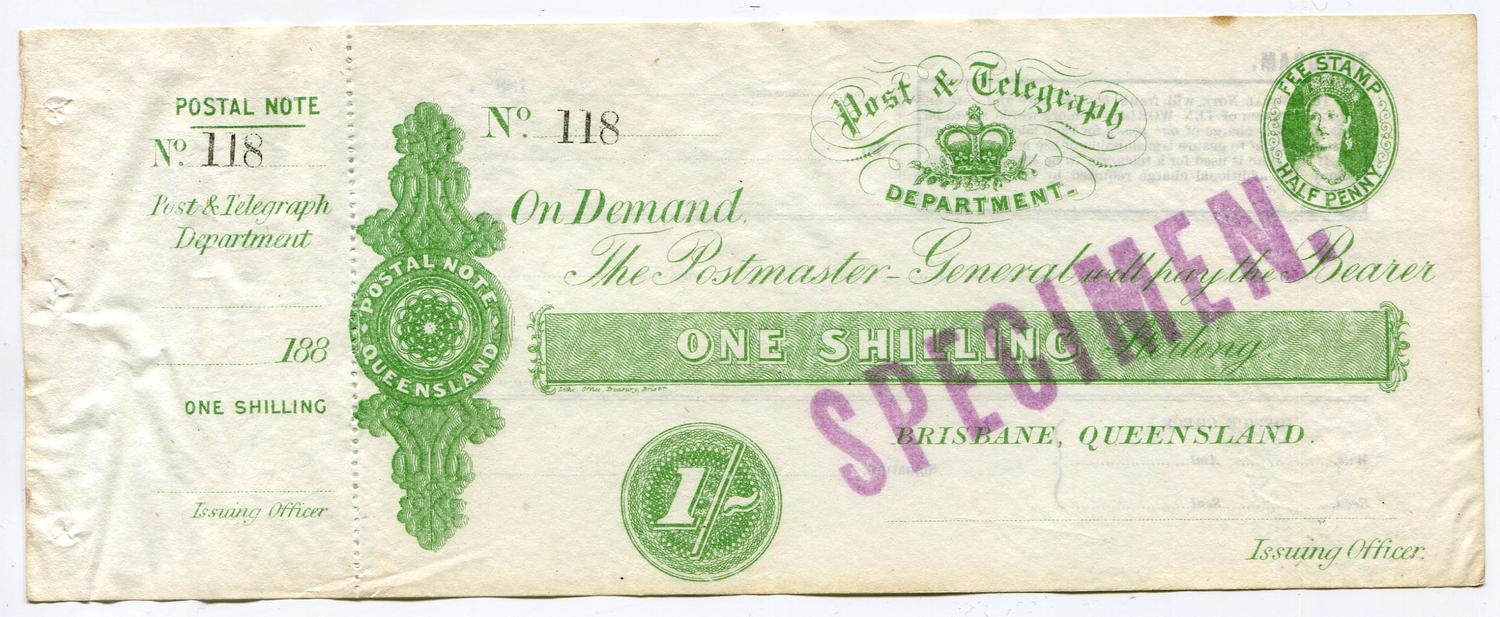 POSTAL NOTE
No. 118
Post & Telegraph
Department
188
ONE SHILLING
Issuing Officer
POSTAL NOTE
QUEENSLAND
No. 118
Post & Telegraph
DEPARTMENT
FEE STAMP
HALF PENNY
On Demand,
The Postmaster-General will pay the Bearer
ONE SHILLING Sterling
SPECIMEN.
BRISBANE, QUEENSLAND.
1/-
Issuing Officer.